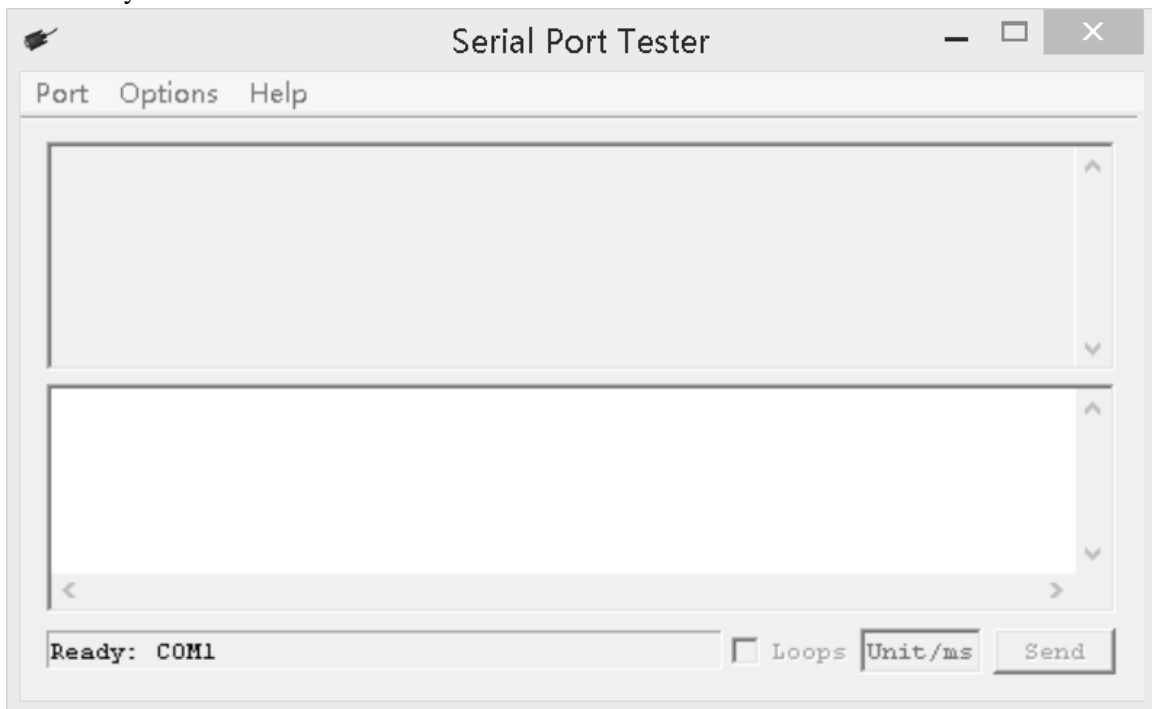 Serial Port Tester
Port Options Help
Ready: COM1
Loops Unit/ms Send